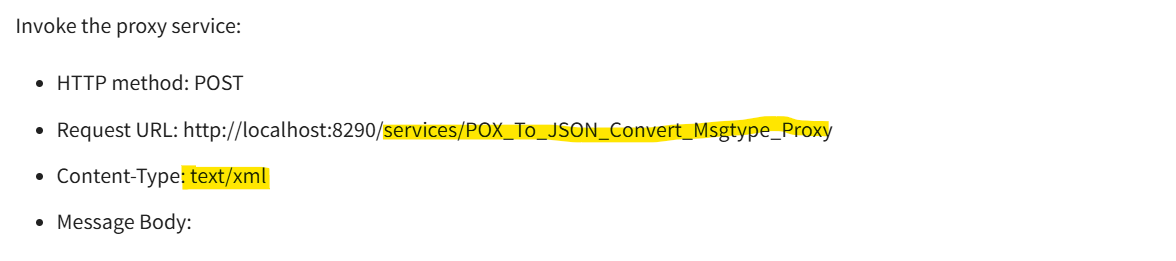 Invoke the proxy service:
• HTTP method: POST
• Request URL: http://localhost:8290/services/POX_To_JSON_Convert_Msgtype_Proxy
• Content-Type: text/xml
• Message Body: